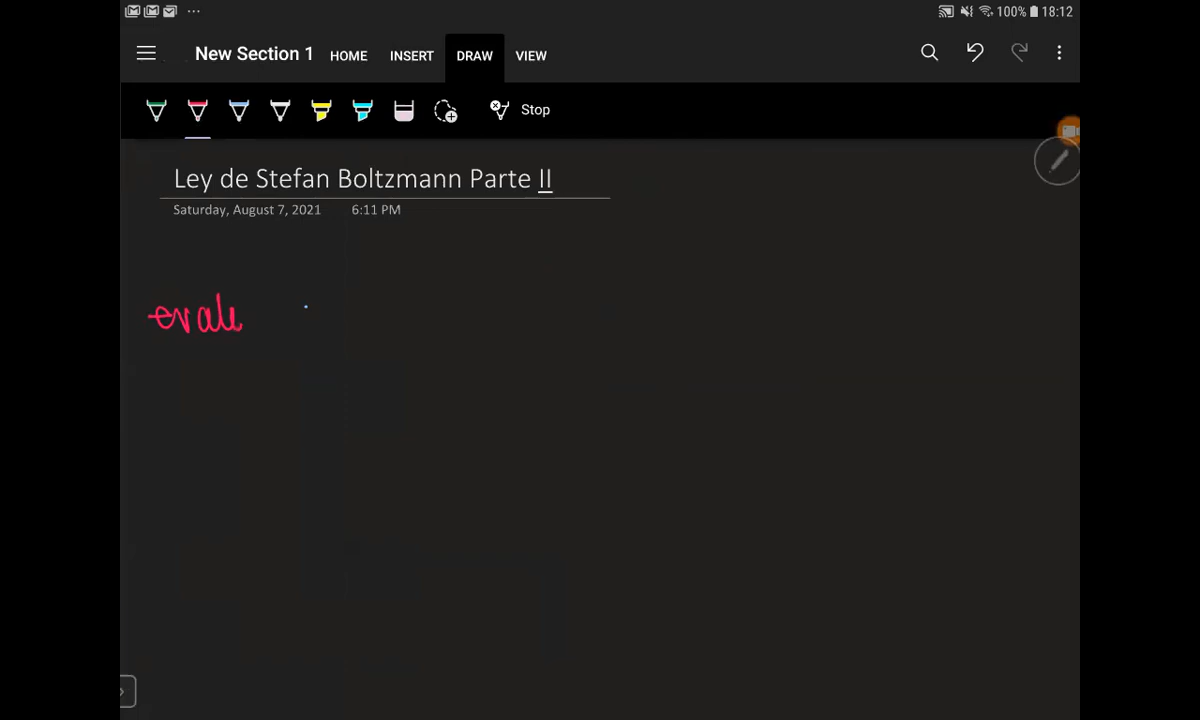 100% 18:12
New Section 1 HOME INSERT DRAW VIEW
Stop
Ley de Stefan Boltzmann Parte II
Saturday, August 7, 2021 6:11 PM
evalu